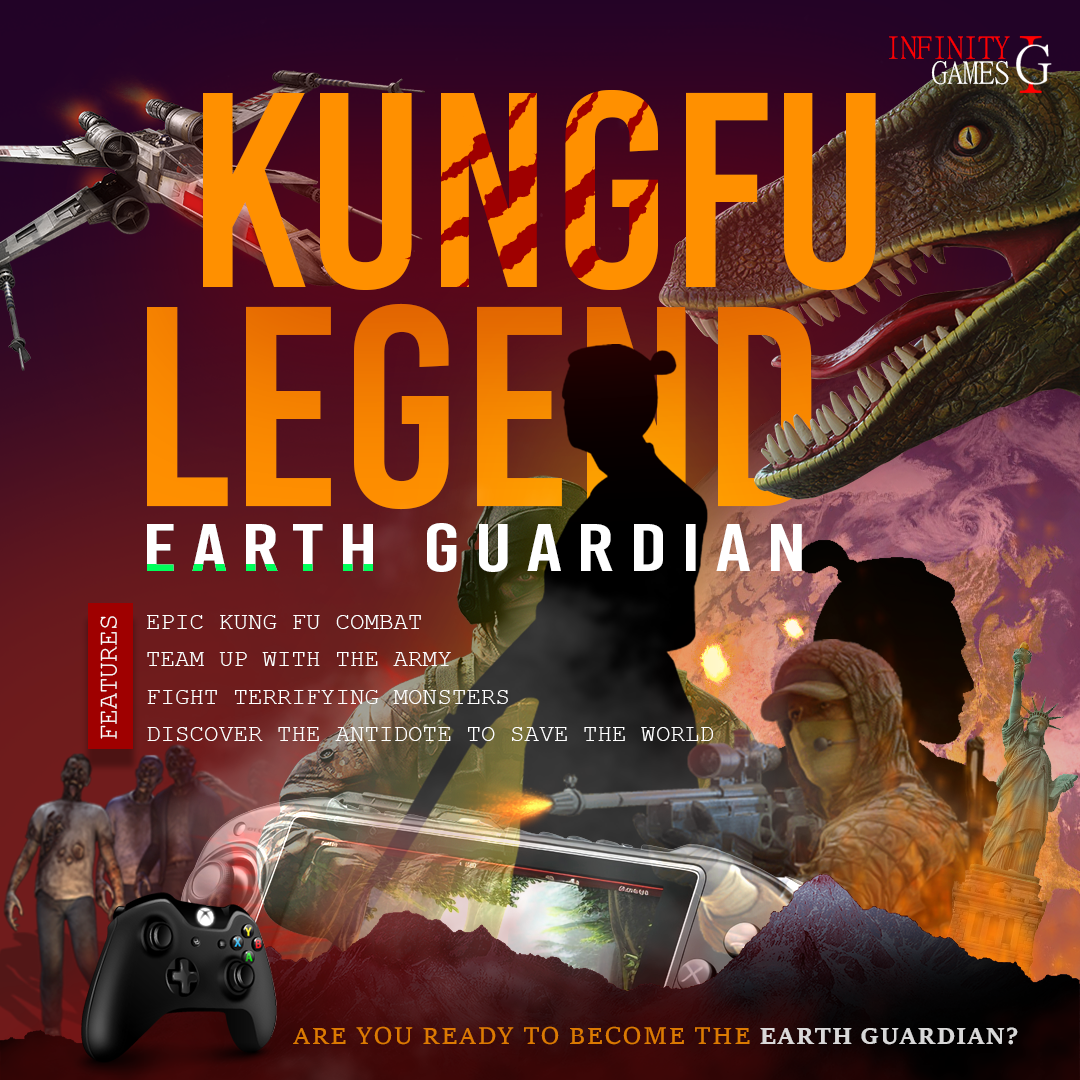 INFINITY
GAMES
IG
KUNGFU
LEGEND
EARTH GUARDIAN
FEATURES
EPIC KUNG FU COMBAT
TEAM UP WITH THE ARMY
FIGHT TERRIFYING MONSTERS
DISCOVER THE ANTIDOTE TO SAVE THE WORLD
Y
X
B
A
ARE YOU READY TO BECOME THE EARTH GUARDIAN?